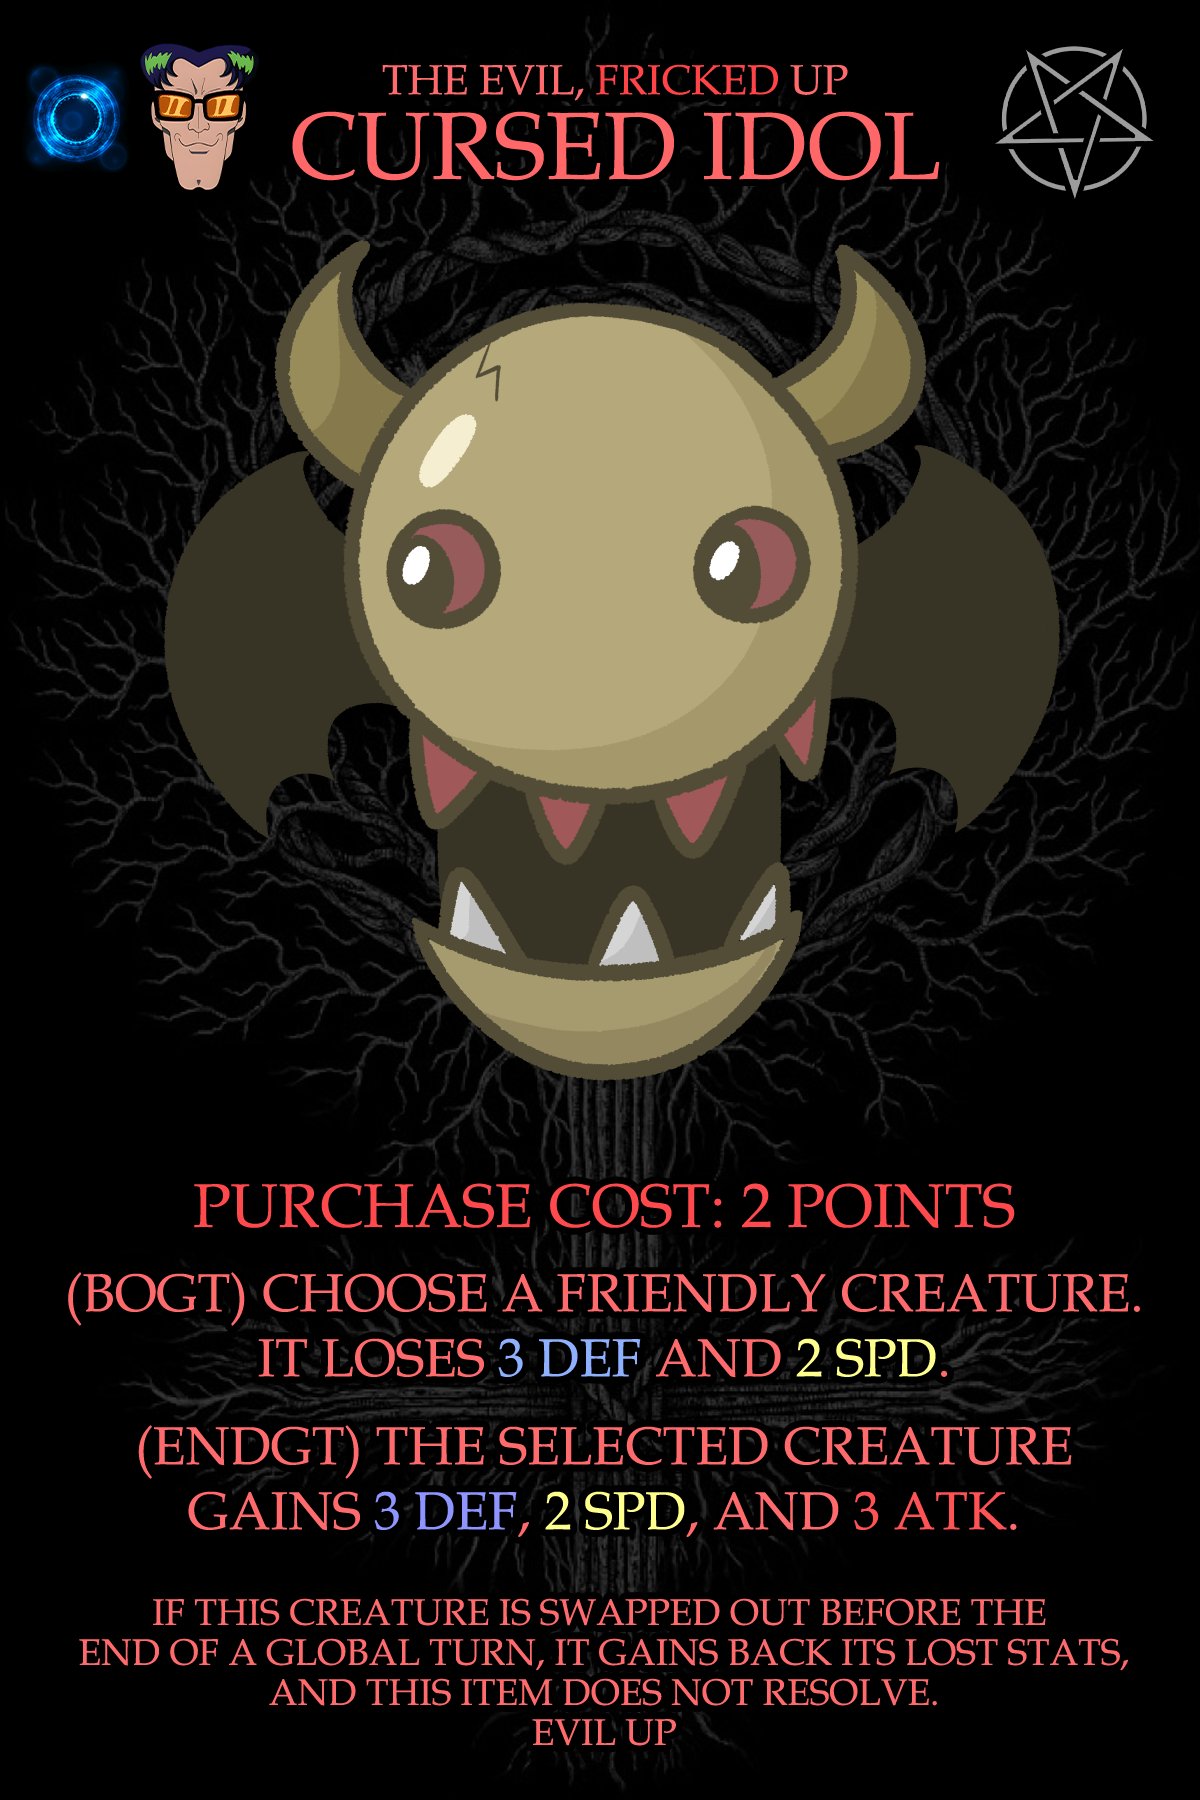 THE EVIL, FRICKED UP
CURSED IDOL
PURCHASE COST: 2 POINTS
(BOGT) CHOOSE A FRIENDLY CREATURE.
IT LOSES 3 DEF AND 2 SPD.
(ENDGT) THE SELECTED CREATURE
GAINS 3 DEF, 2 SPD, AND 3 ATK.
IF THIS CREATURE IS SWAPPED OUT BEFORE THE
END OF A GLOBAL TURN, IT GAINS BACK ITS LOST STATS,
AND THIS ITEM DOES NOT RESOLVE.
EVIL UP